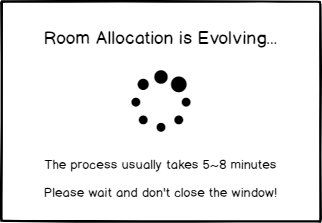 Room Allocation is Evolving...
The process usually takes 5~8 minutes
Please wait and don't close the window!